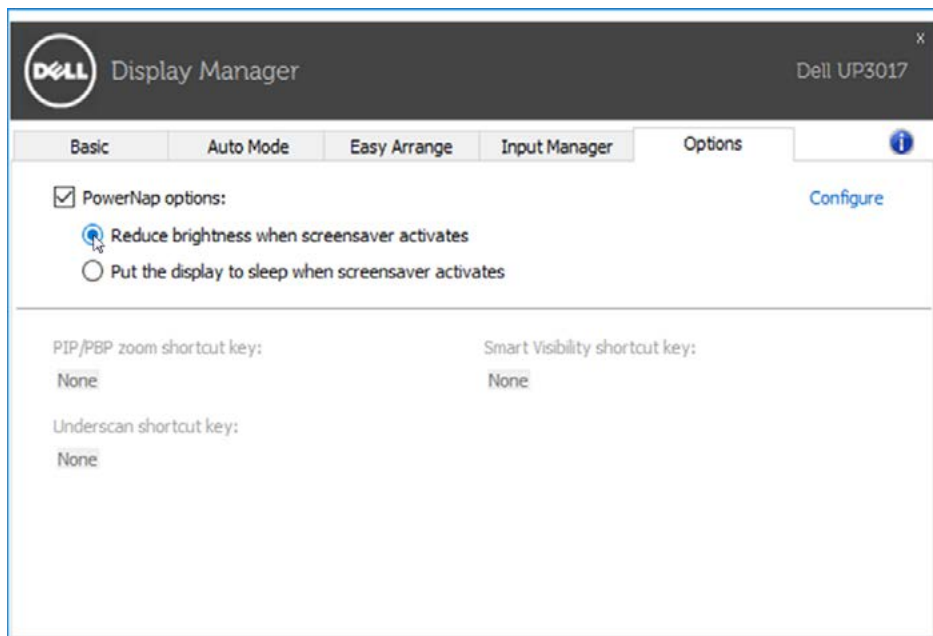 x
DELL Display Manager
Dell UP3017
Basic Auto Mode Easy Arrange Input Manager Options i
PowerNap options: Configure
Reduce brightness when screensaver activates
Put the display to sleep when screensaver activates
PIP/PBP zoom shortcut key: Smart Visibility shortcut key:
None None
Underscan shortcut key:
None